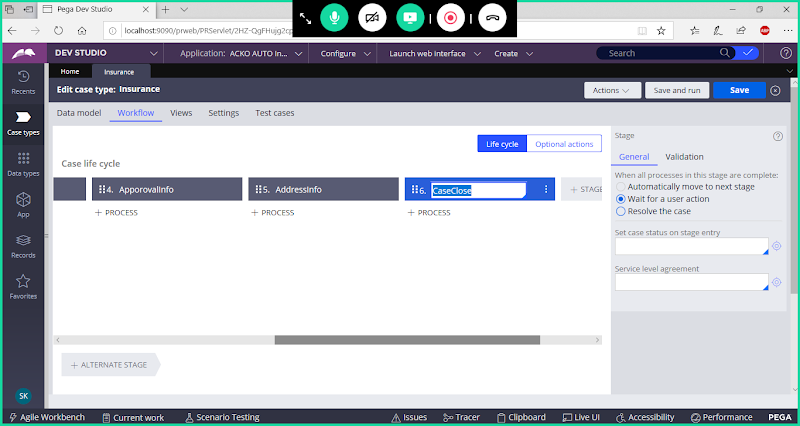 Pega Dev Studio
localhost:9090/prweb/PRServlet/2HZ-QgFHujg2cp
ABP
DEV STUDIO
Application: ACKO AUTO In...
Configure
Launch web interface
Create
Search
Home
Insurance
Recents
Case types
Data types
App
Records
Favorites
SK
Edit case type: Insurance
Actions
Save and run
Save
Data model
Workflow
Views
Settings
Test cases
Life cycle
Optional actions
Case life cycle
4. ApporovalInfo
5. AddressInfo
6. CaseClose
+ STAGE
+ PROCESS
+ PROCESS
+ PROCESS
+ ALTERNATE STAGE
Stage
General
Validation
When all processes in this stage are complete:
Automatically move to next stage
Wait for a user action
Resolve the case
Set case status on stage entry
Service level agreement
Agile Workbench
Current work
Scenario Testing
Issues
Tracer
Clipboard
Live UI
Accessibility
Performance
PEGA